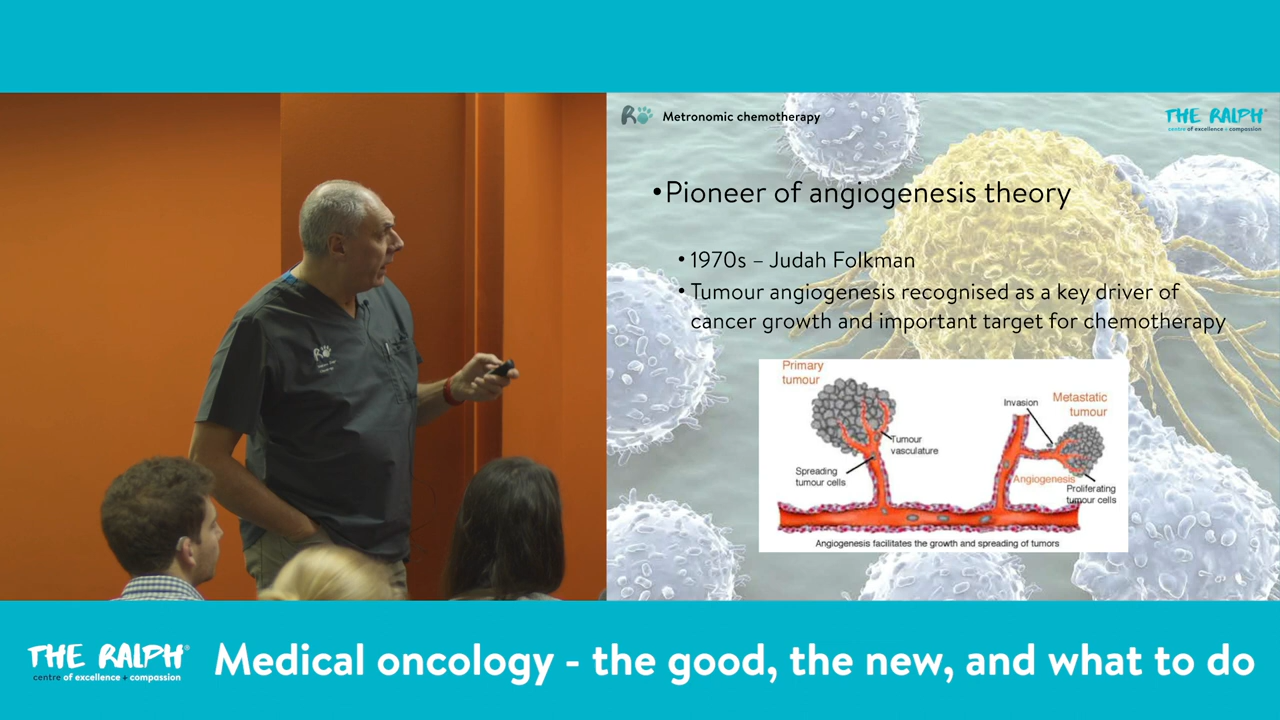 R
Metronomic chemotherapy
THE RALPH®
centre of excellence + compassion
•Pioneer of angiogenesis theory
• 1970s – Judah Folkman
• Tumour angiogenesis recognised as a key driver of
cancer growth and important target for chemotherapy
Primary
tumour
Invasion
Metastatic
tumour
Tumour
vasculature
Spreading
tumour cells
Angiogenesis
Proliferating
tumour cells
Angiogenesis facilitates the growth and spreading of tumors
R
THE RALPH®
centre of excellence + compassion
Medical oncology - the good, the new, and what to do